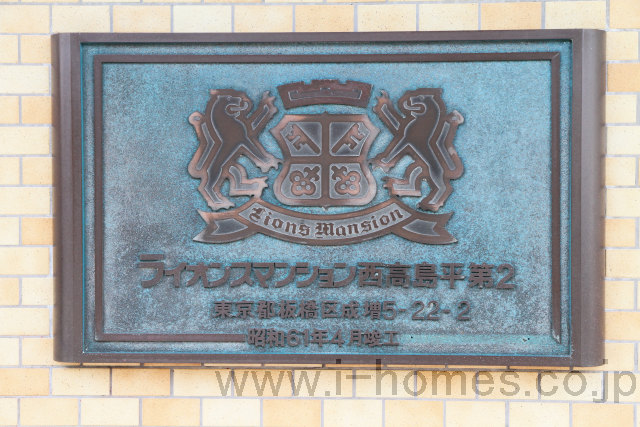 Lions Mansion
ライオンズマンション西高島平第2
東京都板橋区成増5-22-2
昭和61年4月竣工
www.i-homes.co.jp